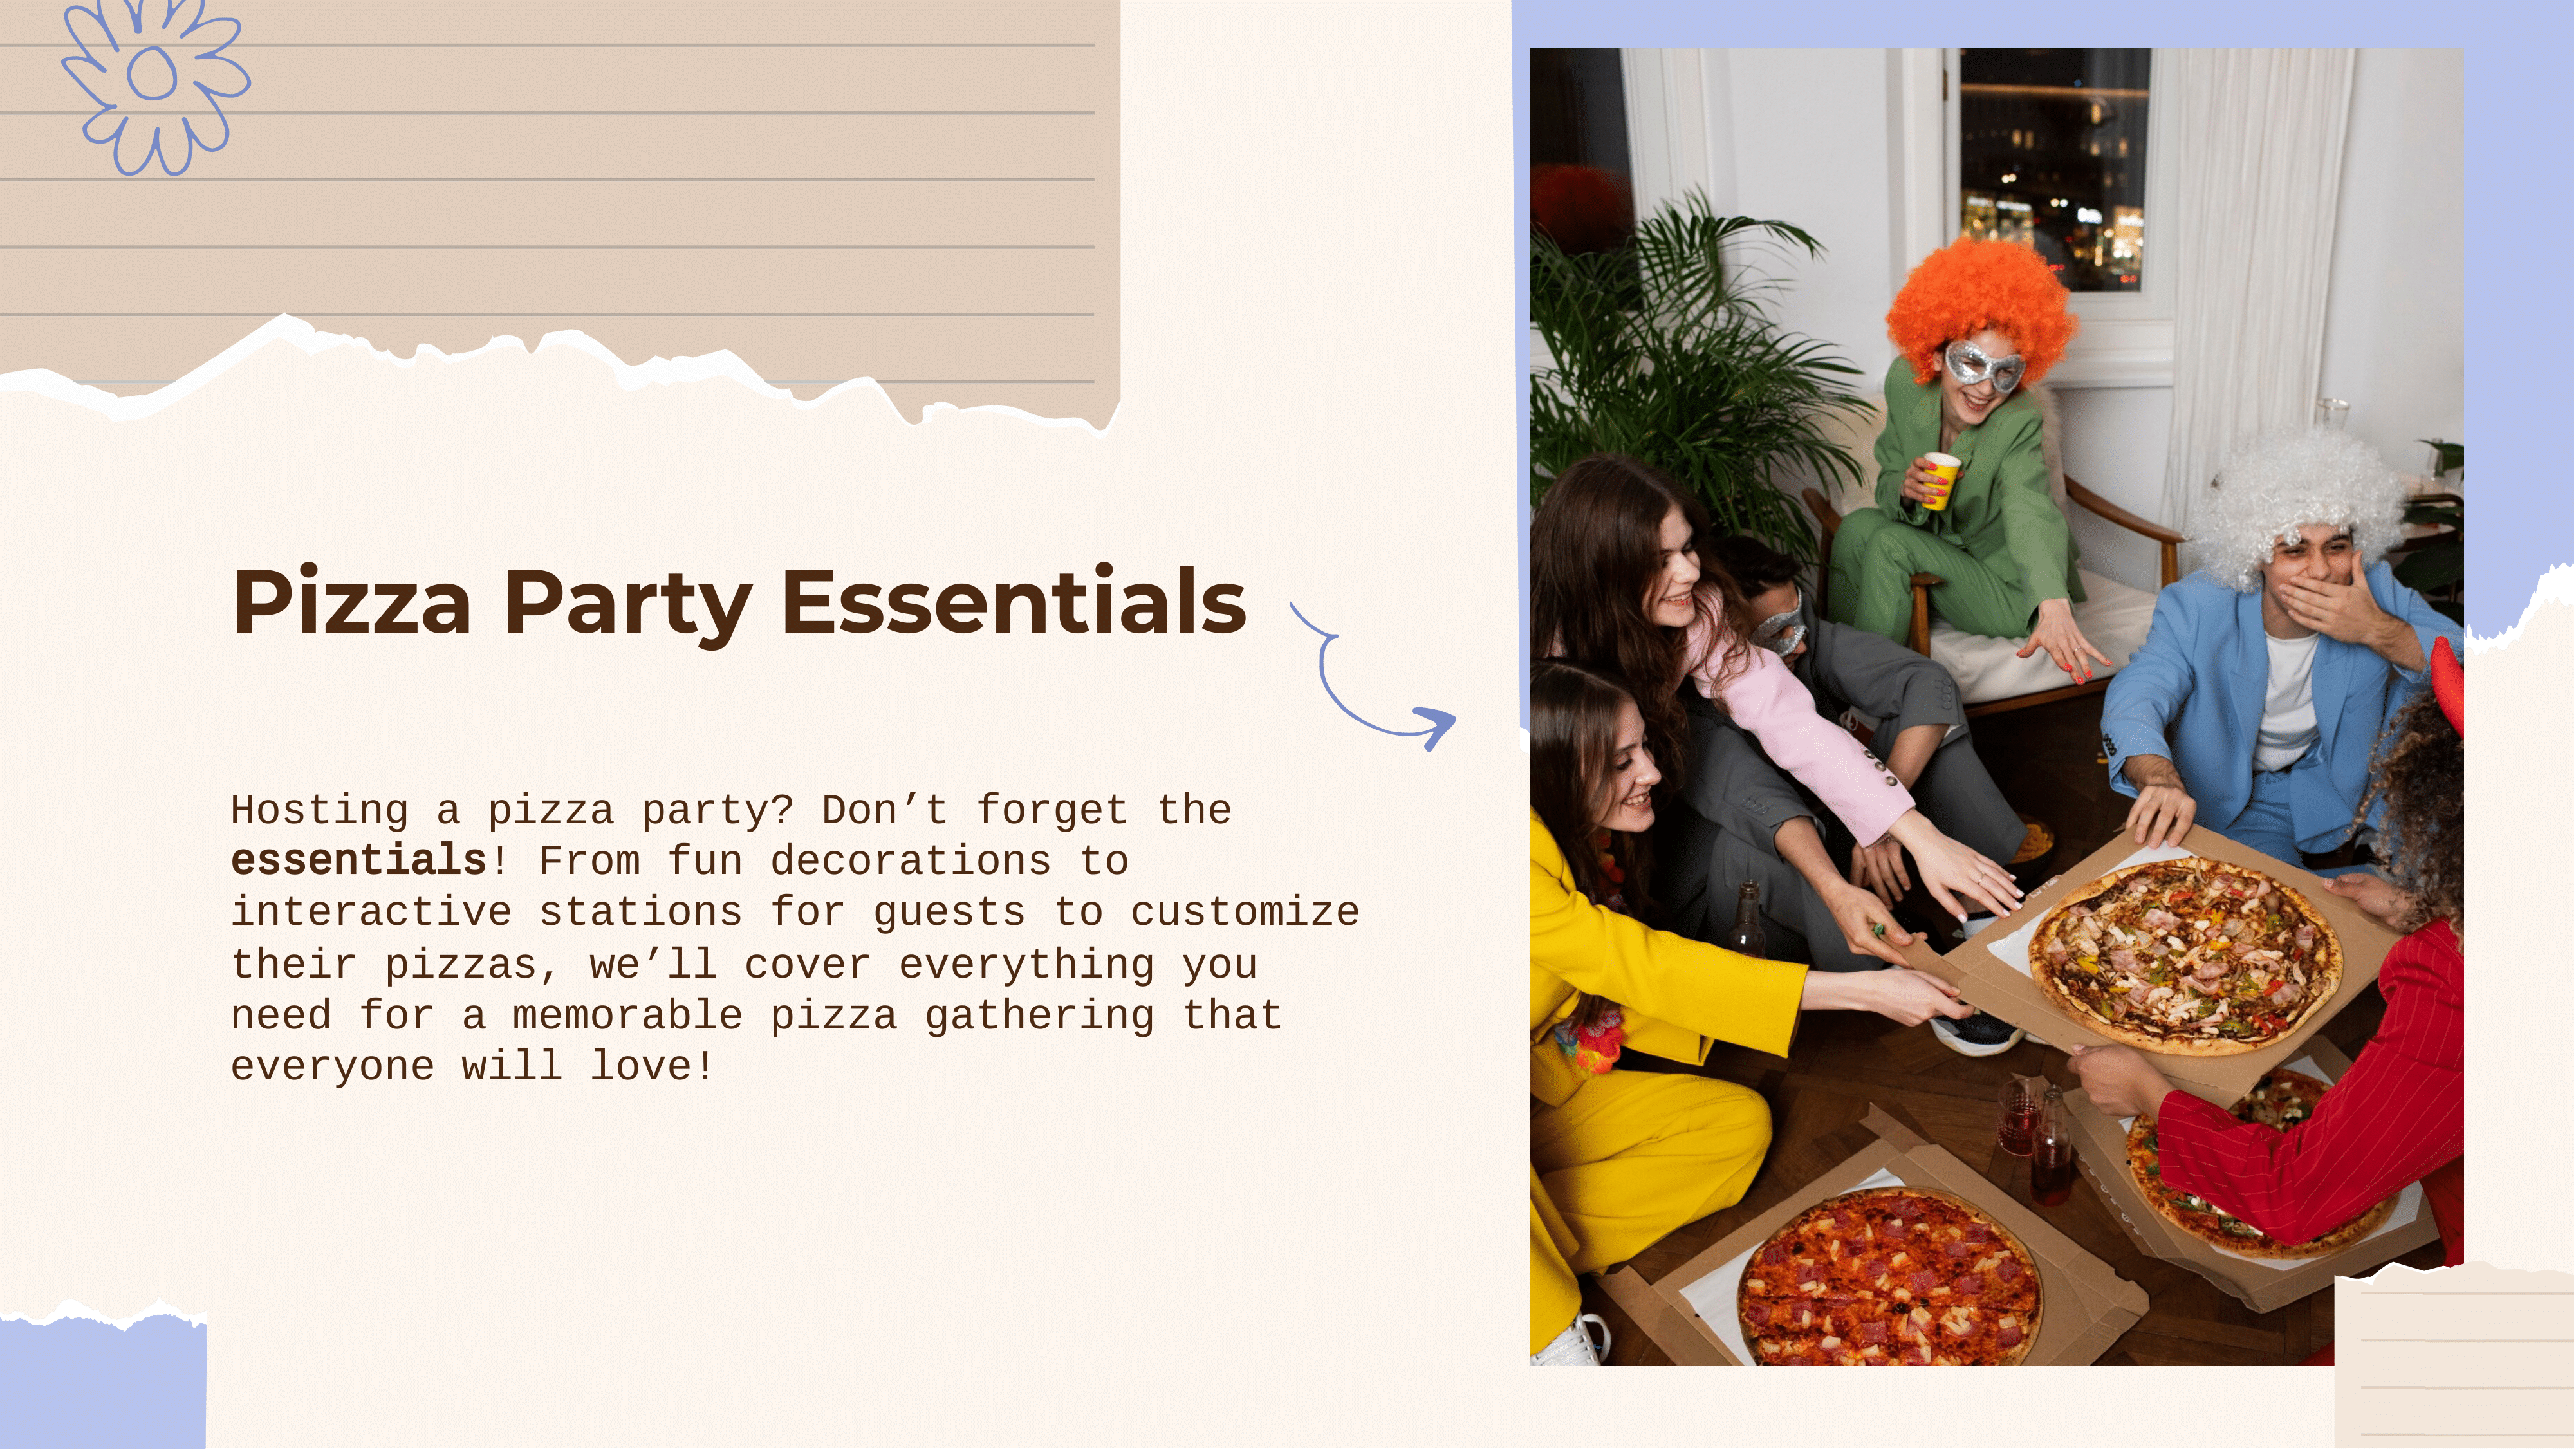 Pizza Party Essentials
Hosting a pizza party? Don’t forget the
essentials! From fun decorations to
interactive stations for guests to customize
their pizzas, we’ll cover everything you
need for a memorable pizza gathering that
everyone will love!